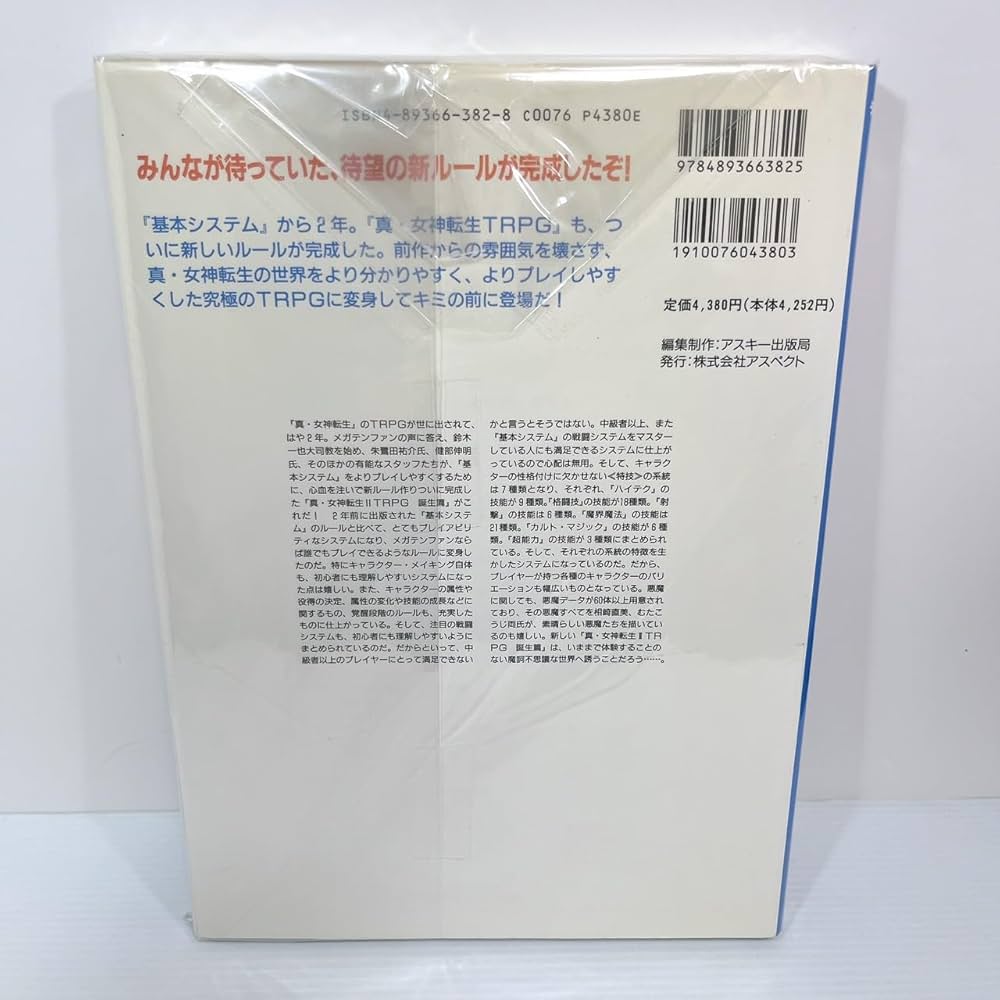 ISBN4-89366-382-8 C0076 P4380E
9784893663825
みんなが待っていた、待望の新ルールが完成したぞ！
1910076043803
『基本システム』から2年。『真・女神転生TRPG』も、つ
いに新しいルールが完成した。前作からの雰囲気を壊さず、
真・女神転生の世界をより分かりやすく、よりプレイしやす
くした究極のTRPGに変身してキミの前に登場だ！
定価4,380円(本体4,252円)
編集制作：アスキー出版局
発行：株式会社アスペクト
「真・女神転生」のTRPGが世に出されて、
はや2年。メガテンファンの声に答え、鈴木
一也大司教を始め、朱鷺田祐介氏、健部伸明
氏、そのほかの有能なスタッフたちが、「基
本システム」をよりプレイしやすくするため
に、心血を注いで新ルール作りついに完成し
た「真・女神転生ⅡTRPG 誕生篇」がこ
れだ！ 2年前に出版された「基本システ
ム」のルールと比べて、とてもプレイアビリ
ティなシステムになり、メガテンファンなら
ば誰でもプレイできるようなルールに変身し
たのだ。特にキャラクター・メイキング自体
も、初心者にも理解しやすいシステムになっ
た点は嬉しい。また、キャラクターの属性や
役得の決定、属性の変化や技能の成長などに
関するもの、覚醒段階のルールも、充実した
ものに仕上がっている。そして、注目の戦闘
システムも、初心者にも理解しやすいように
まとめられているのだ。だからといって、中
級者以上のプレイヤーにとって満足できない
かと言うとそうではない。中級者以上、また
「基本システム」の戦闘システムをマスター
している人にも満足できるシステムに仕上が
っているので心配は無用。そして、キャラク
ターの性格付けに欠かせない≪特技≫の系統
は7種類となり、それぞれ、「ハイテク」の
技能が9種類。「格闘技」の技能が18種類。「射
撃」の技能は6種類。「魔界魔法」の技能は
21種類。「カルト・マジック」の技能が6種
類。「超能力」の技能が3種類にまとめられ
ている。そして、それぞれの系統の特徴を生
かしたシステムになっているのだ。だから、
プレイヤーが持つ各種のキャラクターのバリ
エーションも幅広いものとなっている。悪魔
に関しても、悪魔データが60体以上用意され
ており、その悪魔すべてを相崎直美、むたこ
うじ両氏が、素晴らしい悪魔たちを描いてい
るのも嬉しい。新しい「真・女神転生ⅡTR
PG 誕生篇」は、いままで体験することの
ない魔訶不思議な世界へ誘うことだろう……。